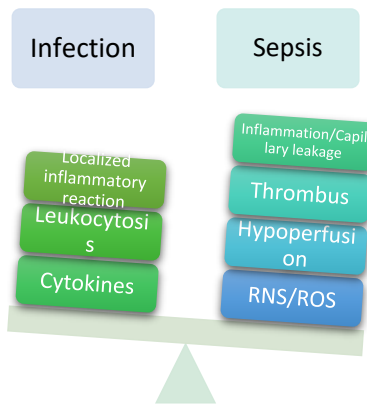 Infection
Sepsis
Localized
inflammatory
reaction
Leukocytosi
s
Cytokines
Inflammation/Capil
lary leakage
Thrombus
Hypoperfusi
on
RNS/ROS